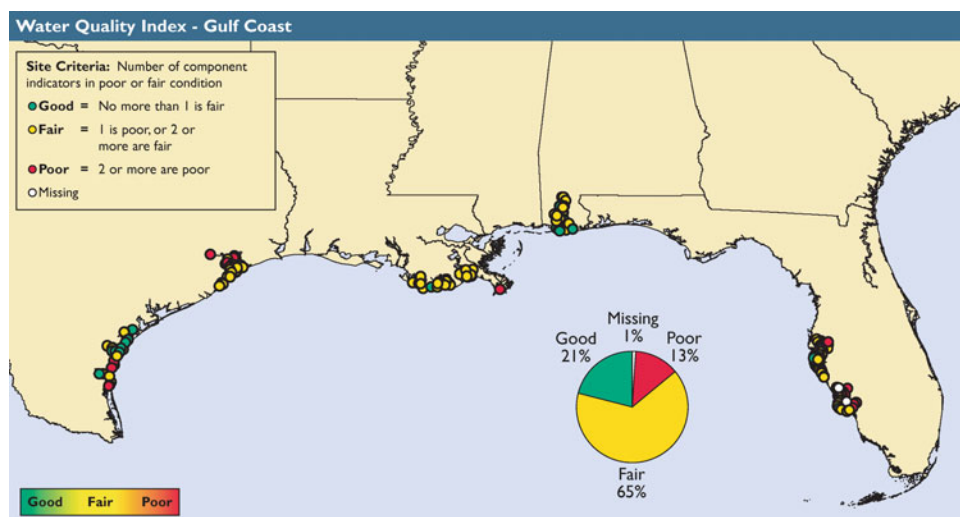 Water Quality Index - Gulf Coast
Site Criteria: Number of component
indicators in poor or fair condition
Good = No more than 1 is fair
Fair = 1 is poor, or 2 or
more are fair
Poor = 2 or more are poor
Missing
Missing
1%
Good
21%
Poor
13%
Fair
65%
Good Fair Poor